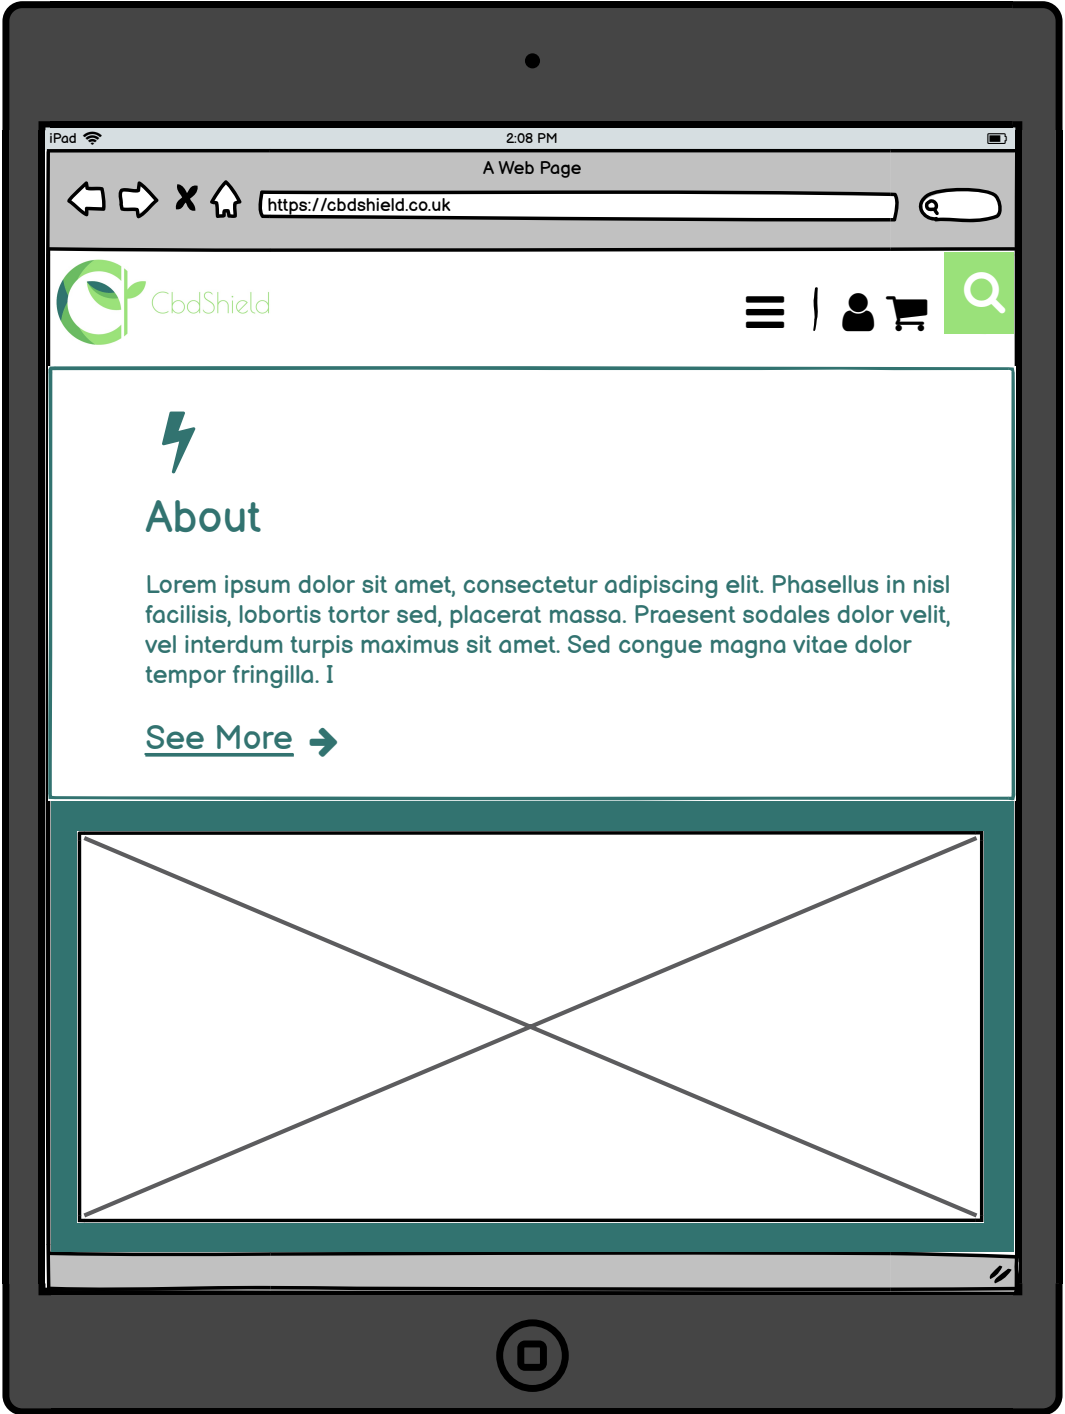 iPad
2:08 PM
A Web Page
https://cbdshield.co.uk
CbdShield
About
Lorem ipsum dolor sit amet, consectetur adipiscing elit. Phasellus in nisl
facilisis, lobortis tortor sed, placerat massa. Praesent sodales dolor velit,
vel interdum turpis maximus sit amet. Sed congue magna vitae dolor
tempor fringilla. I
See More